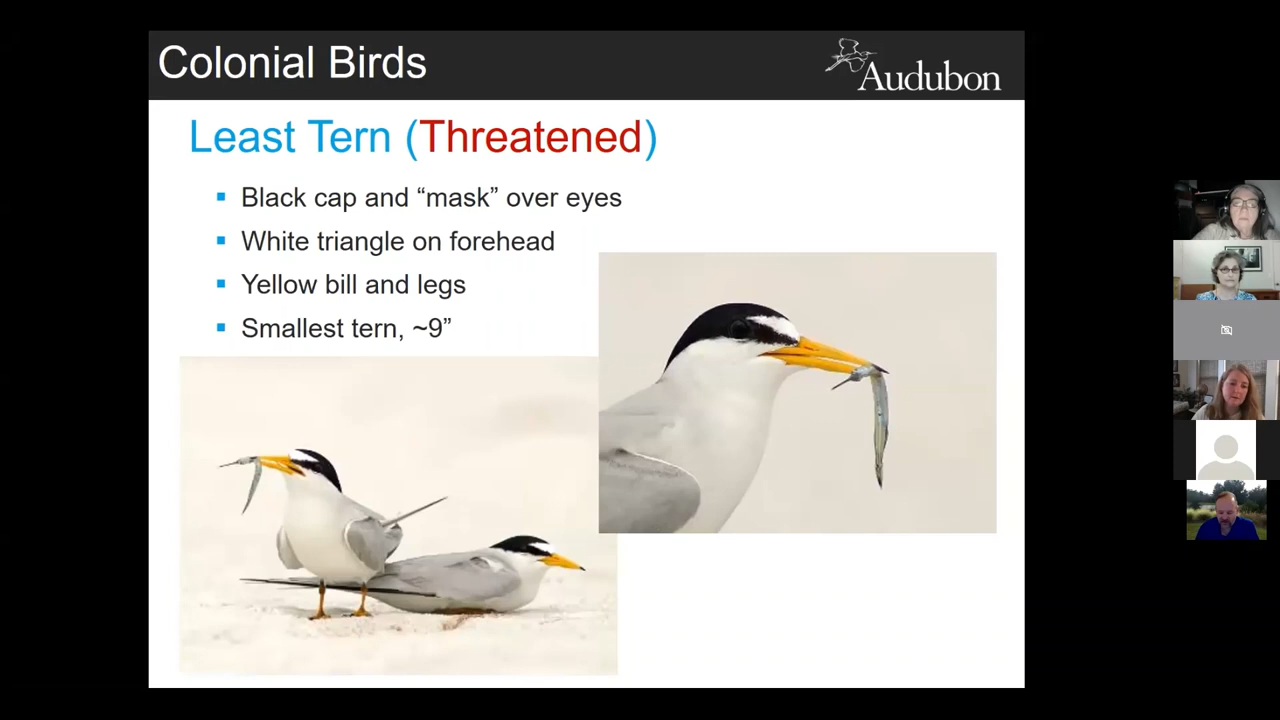 Colonial Birds
Audubon
Least Tern (Threatened)
▪ Black cap and “mask” over eyes
▪ White triangle on forehead
▪ Yellow bill and legs
▪ Smallest tern, ~9”